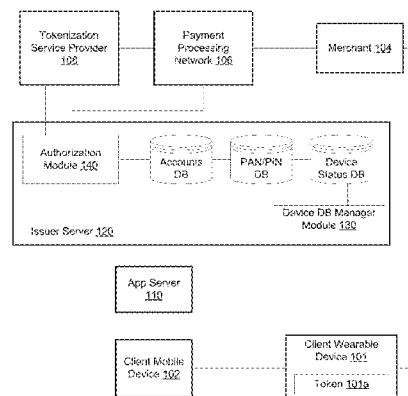 Tokenization
Service Provider
108
Payment
Processing
Network 106
Merchant 104
Authorization
Module 140
Accounts
DB
PAN/PIN
DB
Device
Status DB
Device DB Manager
Module 130
Issuer Server 120
App Server
110
Client Mobile
Device 102
Client Wearable
Device 101
Token 101a